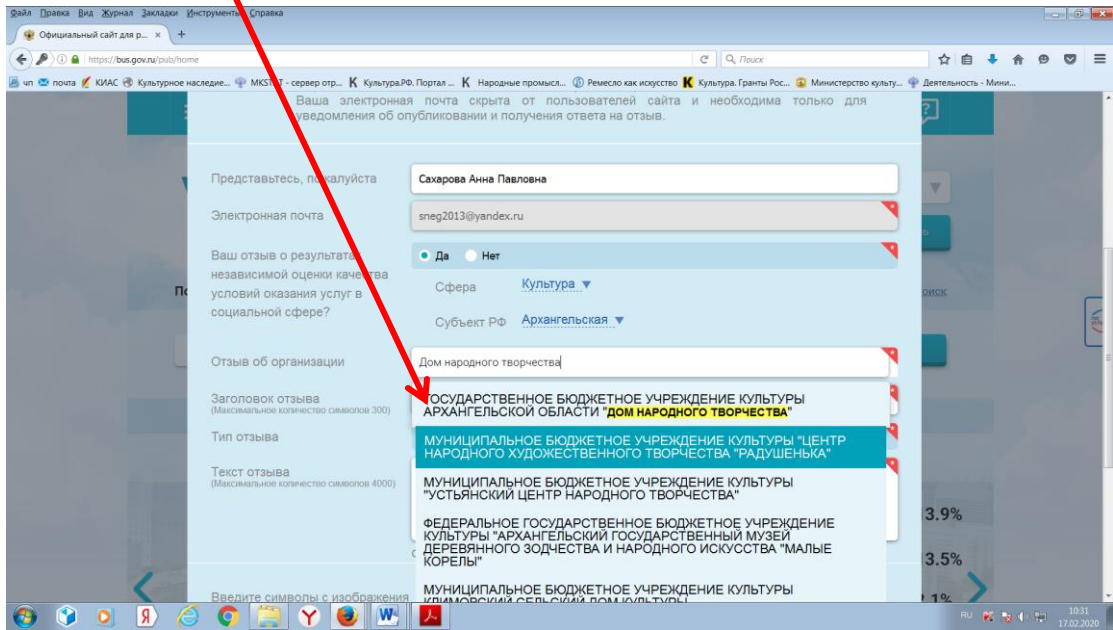 Файл Правка Вид Журнал Закладки Инструменты Справка
Официальный сайт для р... × +
https://bus.gov.ru/pub/home
Поиск
почта КИАС Культурное наследие... - сервер отр... Культура.РФ. Портал ... Народные промысл... Ремесло как искусство Культура. Гранты Рос... Министерство культу... Деятельность - Мини...
Ваша электронная почта скрыта от пользователей сайта и необходима только для
уведомления об опубликовании и получения ответа на отзыв.
Представьтесь, пожалуйста
Сахарова Анна Павловна
Электронная почта
sneg2013@yandex.ru
Ваш отзыв о результатах
независимой оценки качества
условий оказания услуг в
социальной сфере?
Да Нет
Сфера Культура
Субъект РФ Архангельская
Отзыв об организации
Дом народного творчества
Заголовок отзыва
(Максимальное количество символов 300)
Тип отзыва
Текст отзыва
(Максимальное количество символов 4000)
ГОСУДАРСТВЕННОЕ БЮДЖЕТНОЕ УЧРЕЖДЕНИЕ КУЛЬТУРЫ
АРХАНГЕЛЬСКОЙ ОБЛАСТИ "ДОМ НАРОДНОГО ТВОРЧЕСТВА"
МУНИЦИПАЛЬНОЕ БЮДЖЕТНОЕ УЧРЕЖДЕНИЕ КУЛЬТУРЫ "ЦЕНТР
НАРОДНОГО ХУДОЖЕСТВЕННОГО ТВОРЧЕСТВА "РАДУШЕНЬКА"
МУНИЦИПАЛЬНОЕ БЮДЖЕТНОЕ УЧРЕЖДЕНИЕ КУЛЬТУРЫ
"УСТЬЯНСКИЙ ЦЕНТР НАРОДНОГО ТВОРЧЕСТВА"
ФЕДЕРАЛЬНОЕ ГОСУДАРСТВЕННОЕ БЮДЖЕТНОЕ УЧРЕЖДЕНИЕ
КУЛЬТУРЫ "АРХАНГЕЛЬСКИЙ ГОСУДАРСТВЕННЫЙ МУЗЕЙ
ДЕРЕВЯННОГО ЗОДЧЕСТВА И НАРОДНОГО ИСКУССТВА "МАЛЫЕ
КОРЕЛЫ"
МУНИЦИПАЛЬНОЕ БЮДЖЕТНОЕ УЧРЕЖДЕНИЕ КУЛЬТУРЫ
3.9%
3.5%
Введите символы с изображения
RU 10:31
17.02.2020